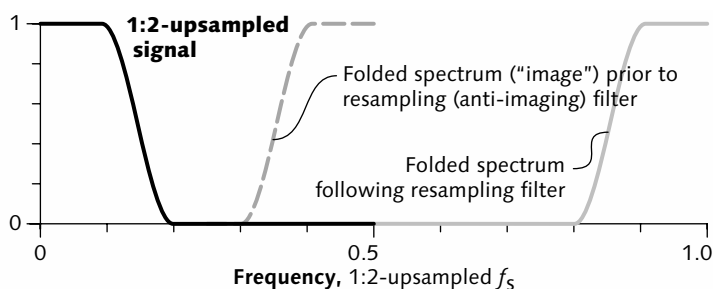 1
1:2-upsampled
signal
Folded spectrum (“image”) prior to
resampling (anti-imaging) filter
Folded spectrum
following resampling filter
0
0
0.5
1.0
Frequency, 1:2-upsampled fs